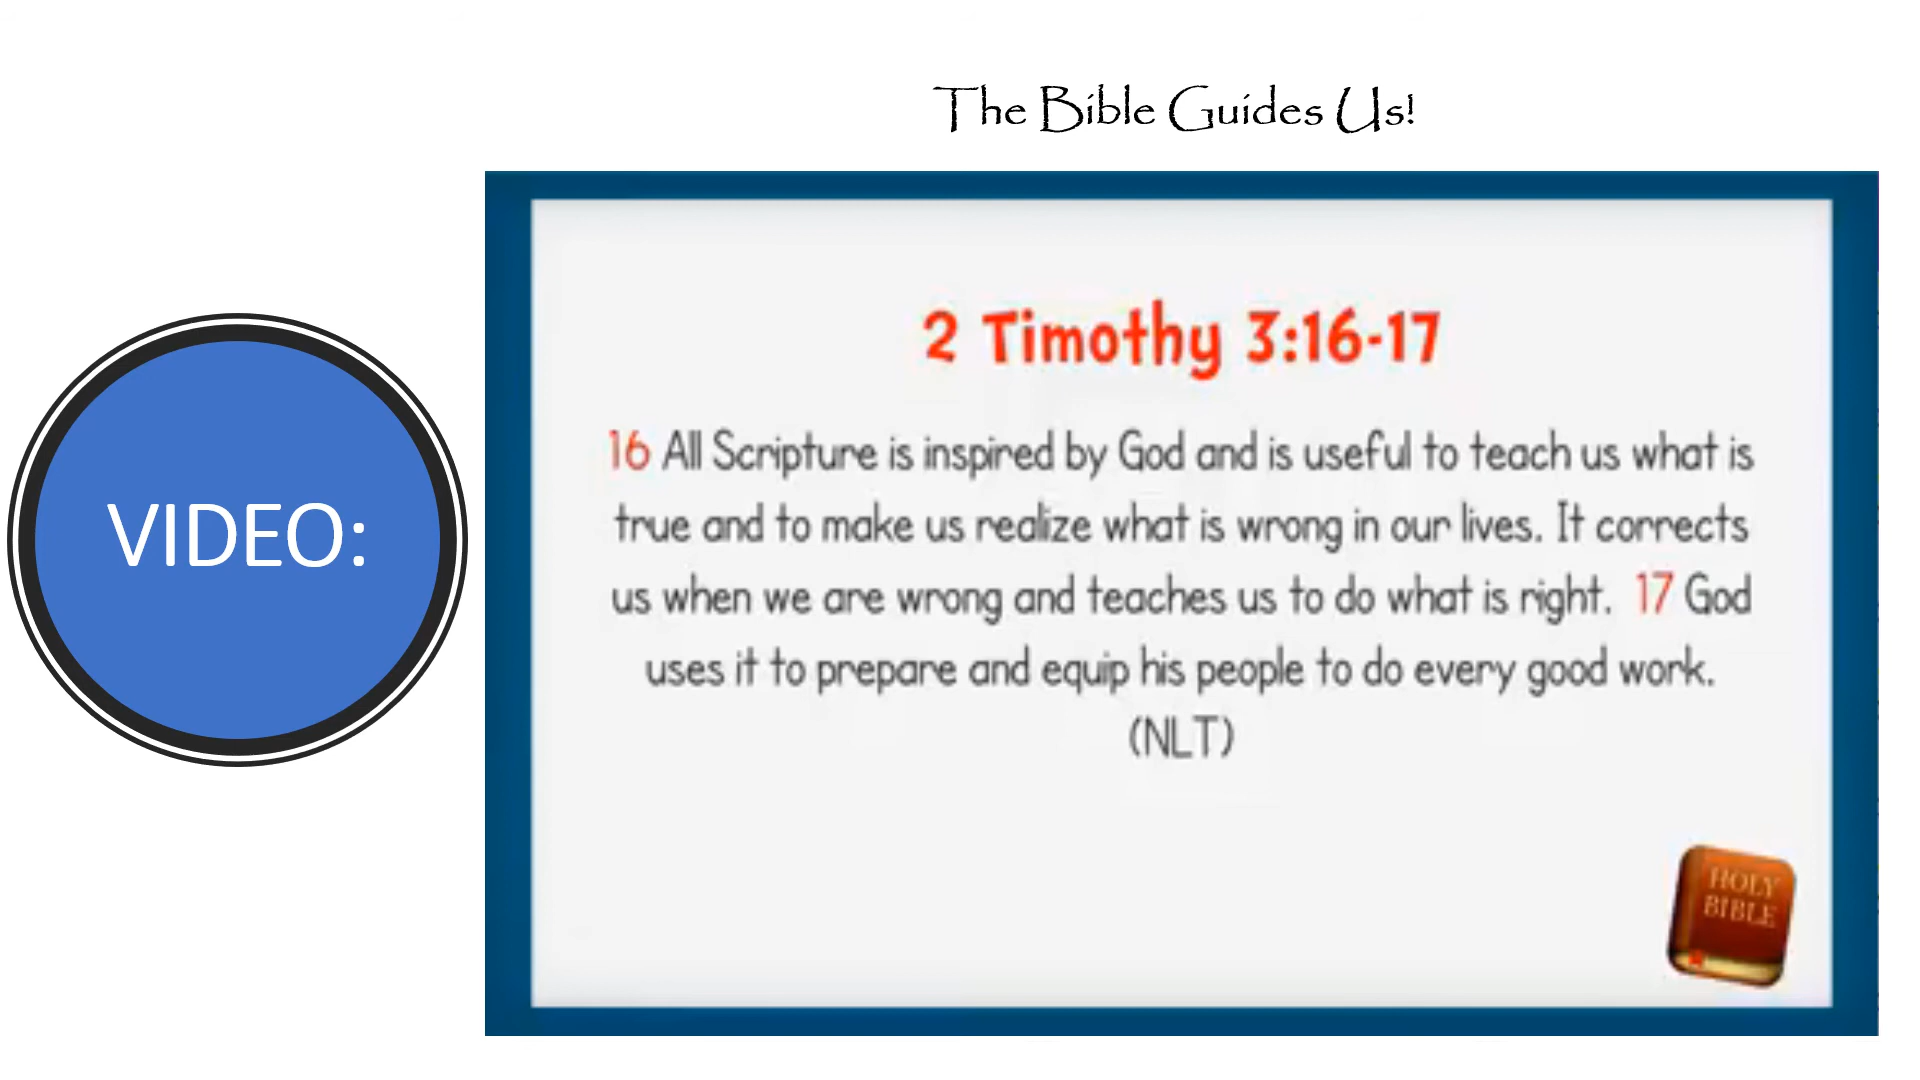 The Bible Guides Us!
VIDEO:
2 Timothy 3:16-17
16 All Scripture is inspired by God and is useful to teach us what is
true and to make us realize what is wrong in our lives. It corrects
us when we are wrong and teaches us to do what is right. 17 God
uses it to prepare and equip his people to do every good work.
(NLT)
HOLY
BIBLE